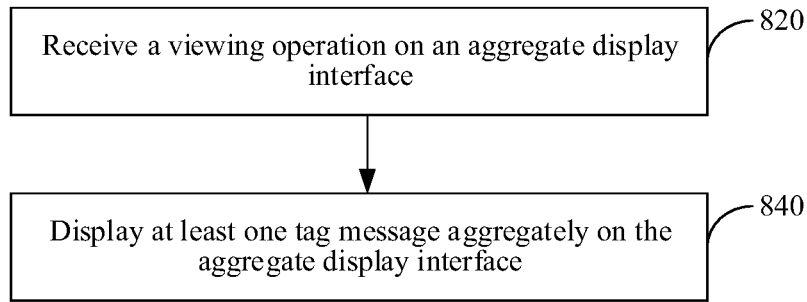 Receive a viewing operation on an aggregate display
interface
820
Display at least one tag message aggregately on the
aggregate display interface
840